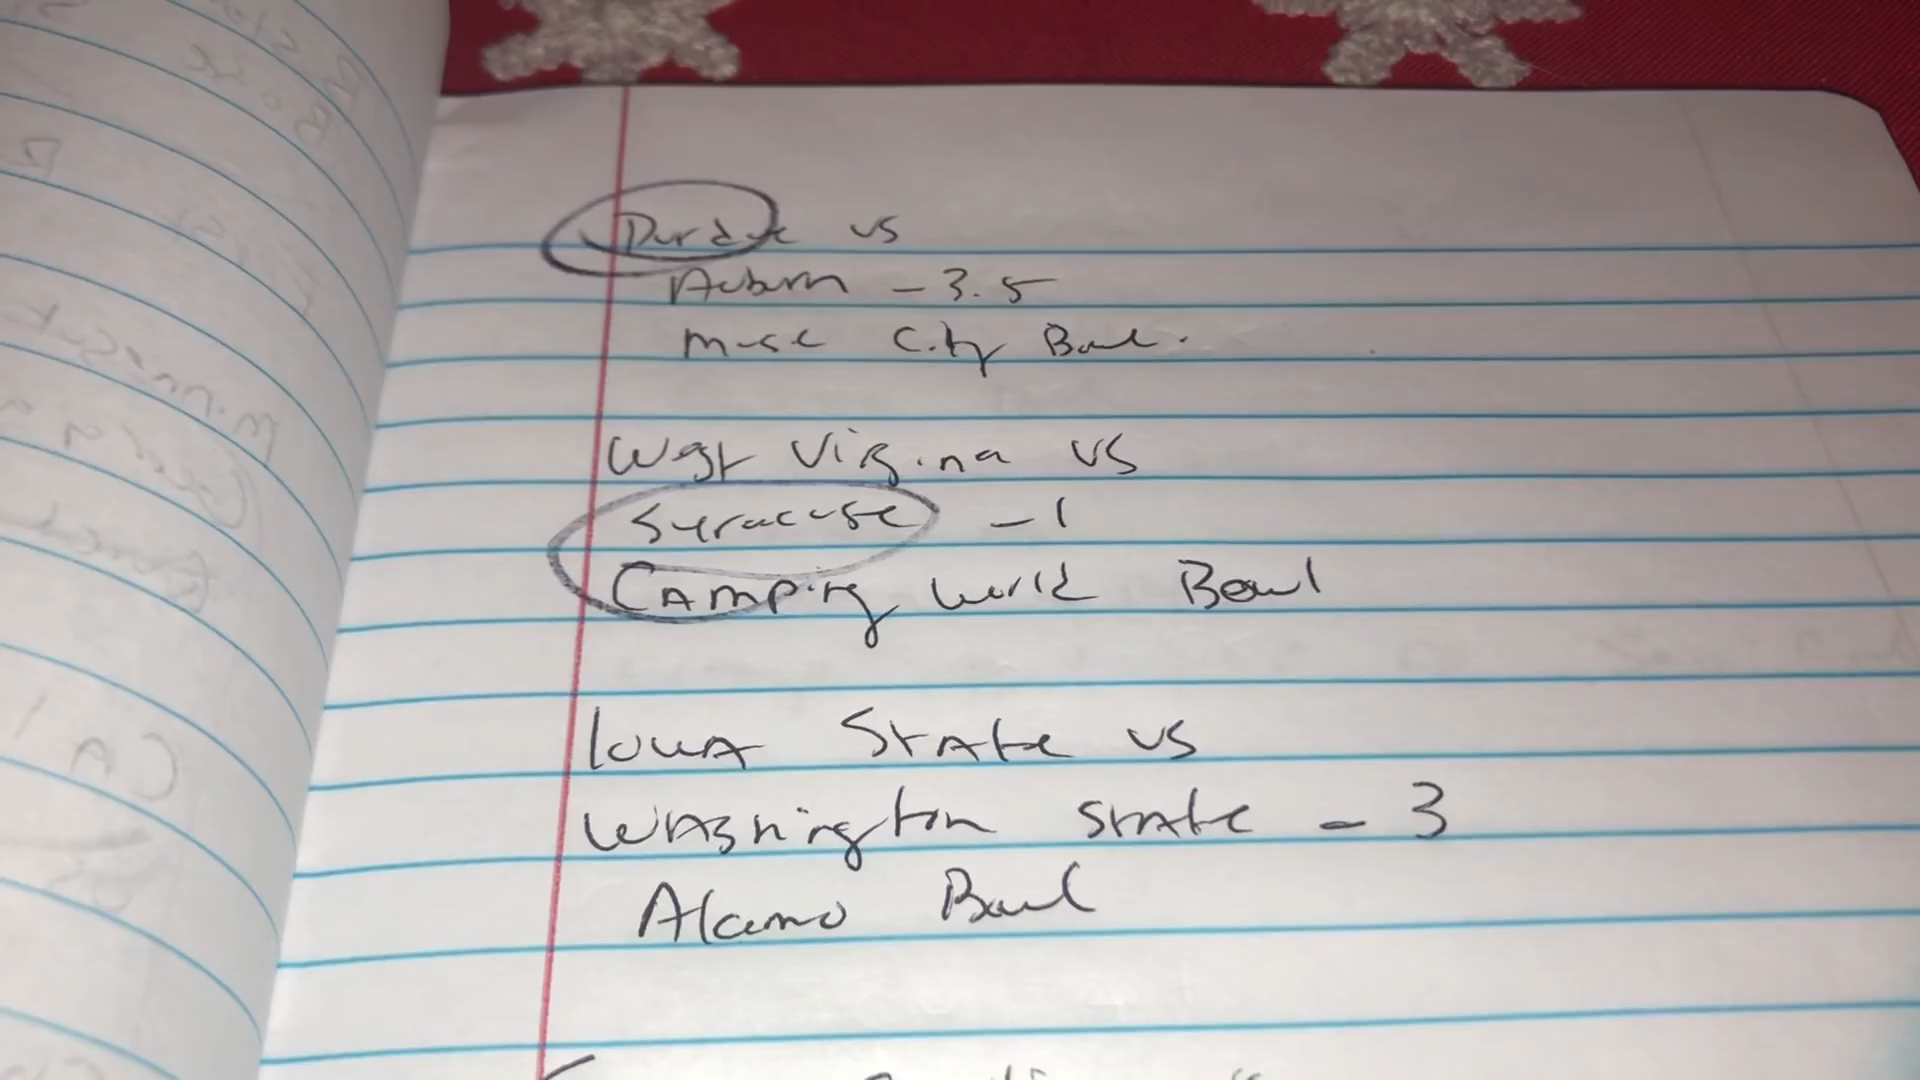 Purdue vs
Auburn - 3.5
Music City Bowl.
West Virgina vs
Syracuse - 1
Camping World Bowl
Iowa State vs
Washington State - 3
Alamo Bowl